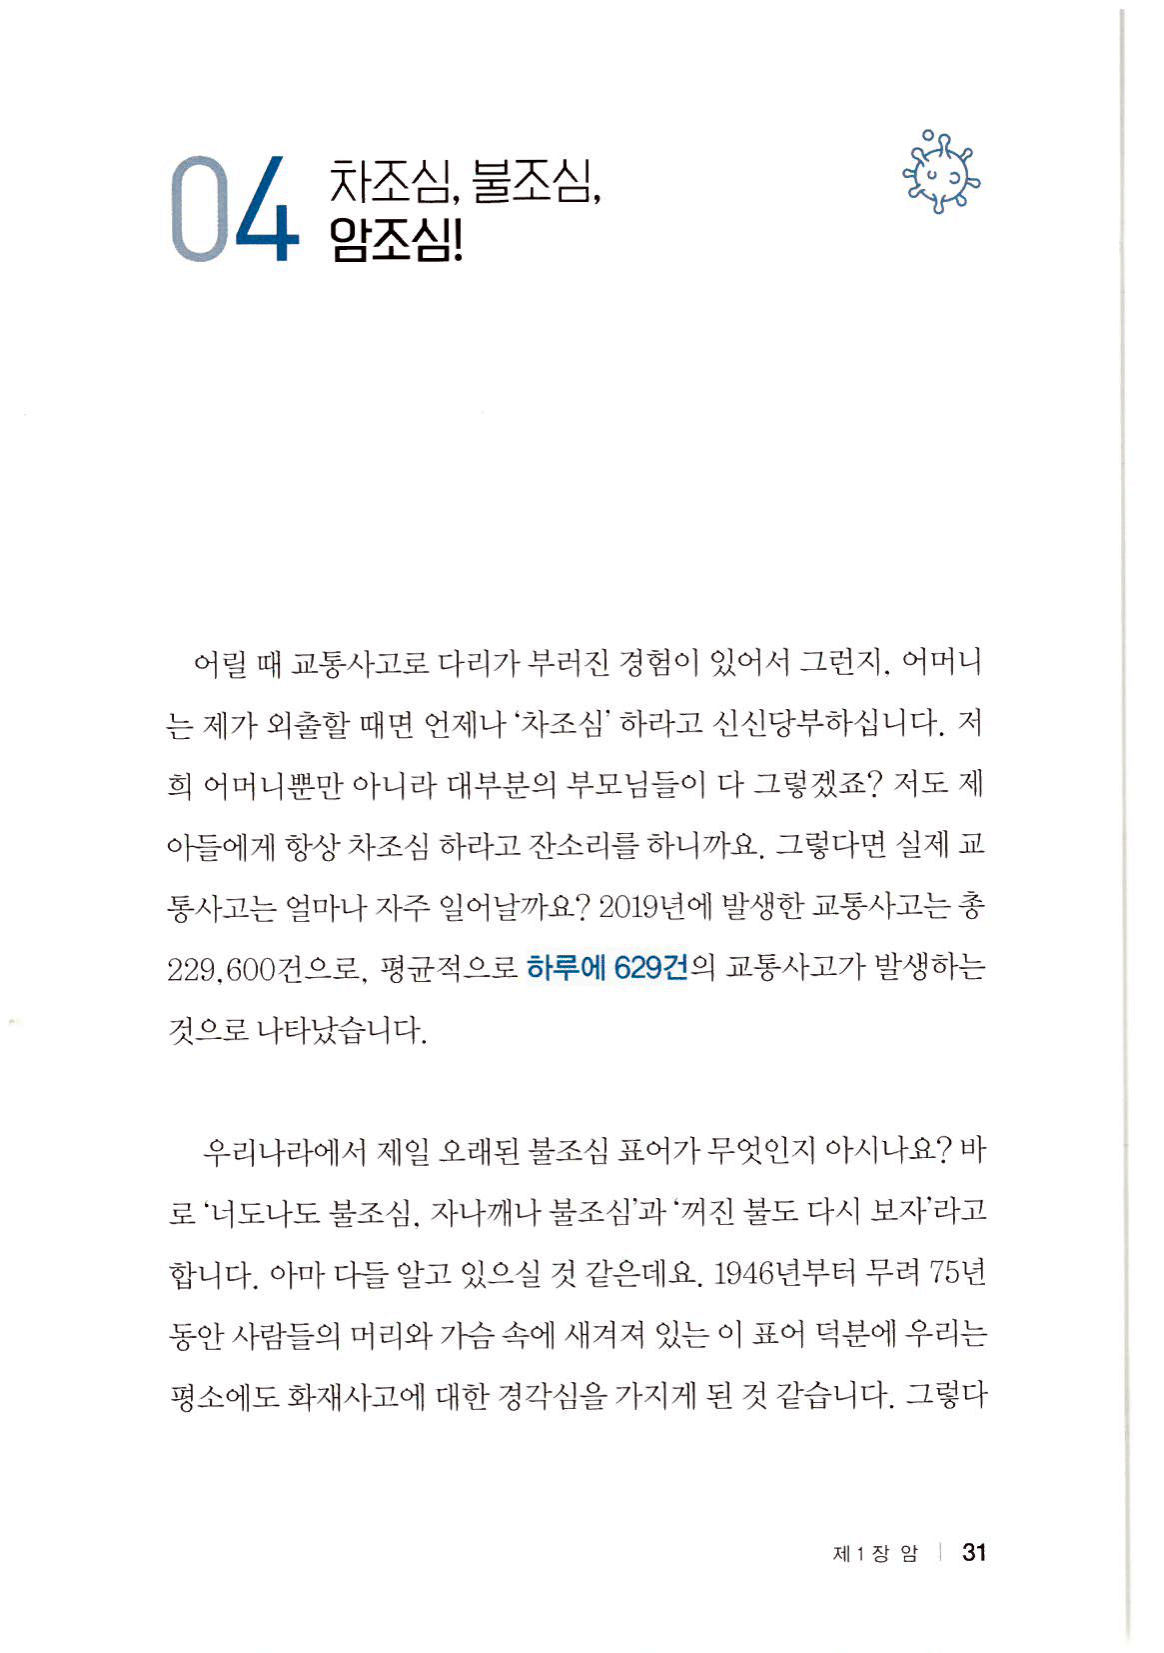 04
차조심, 불조심,
암조심!
어릴 때 교통사고로 다리가 부러진 경험이 있어서 그런지, 어머니
는 제가 외출할 때면 언제나 ‘차조심’ 하라고 신신당부하십니다. 저
희 어머니뿐만 아니라 대부분의 부모님들이 다 그렇겠죠? 저도 제
아들에게 항상 차조심 하라고 잔소리를 하니까요. 그렇다면 실제 교
통사고는 얼마나 자주 일어날까요? 2019년에 발생한 교통사고는 총
229,600건으로, 평균적으로 하루에 629건의 교통사고가 발생하는
것으로 나타났습니다.
우리나라에서 제일 오래된 불조심 표어가 무엇인지 아시나요? 바
로 ‘너도나도 불조심, 자나깨나 불조심’과 ‘꺼진 불도 다시 보자’라고
합니다. 아마 다들 알고 있으실 것 같은데요. 1946년부터 무려 75년
동안 사람들의 머리와 가슴 속에 새겨져 있는 이 표어 덕분에 우리는
평소에도 화재사고에 대한 경각심을 가지게 된 것 같습니다. 그렇다
제1장 암 | 31